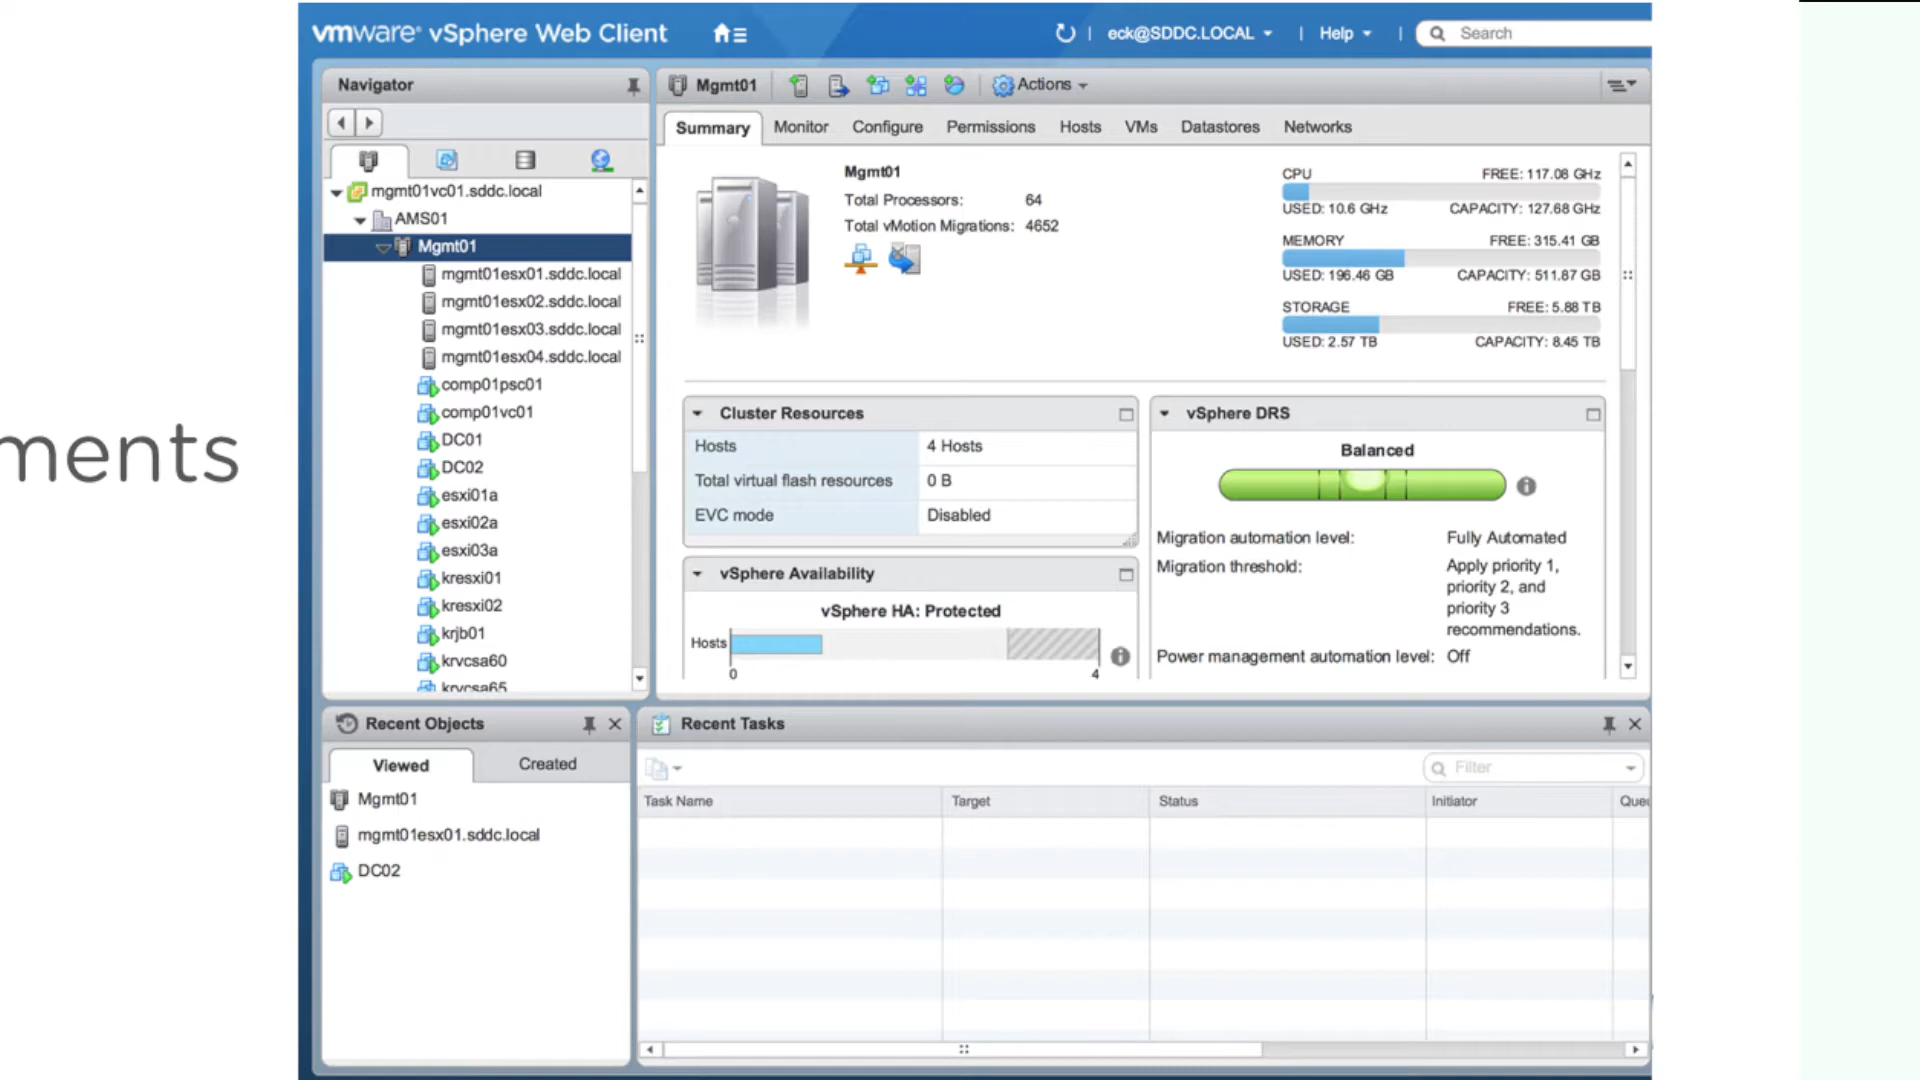 ments
vmware® vSphere Web Client
eck@SDDC.LOCAL | Help | Search
Navigator
mgmt01vc01.sddc.local
AMS01
Mgmt01
mgmt01esx01.sddc.local
mgmt01esx02.sddc.local
mgmt01esx03.sddc.local
mgmt01esx04.sddc.local
comp01psc01
comp01vc01
DC01
DC02
esxi01a
esxi02a
esxi03a
kresxi01
kresxi02
krjb01
krvcsa60
krvcsa65
Mgmt01 Actions
Summary Monitor Configure Permissions Hosts VMs Datastores Networks
Mgmt01
Total Processors: 64
Total vMotion Migrations: 4652
CPU FREE: 117.08 GHz
USED: 10.6 GHz CAPACITY: 127.68 GHz
MEMORY FREE: 315.41 GB
USED: 196.46 GB CAPACITY: 511.87 GB
STORAGE FREE: 5.88 TB
USED: 2.57 TB CAPACITY: 8.45 TB
Cluster Resources
Hosts 4 Hosts
Total virtual flash resources 0 B
EVC mode Disabled
vSphere Availability
vSphere HA: Protected
Hosts
0 4
vSphere DRS
Balanced
Migration automation level: Fully Automated
Migration threshold: Apply priority 1,
priority 2, and
priority 3
recommendations.
Power management automation level: Off
Recent Objects
Viewed Created
Mgmt01
mgmt01esx01.sddc.local
DC02
Recent Tasks
Filter
Task Name Target Status Initiator Queu